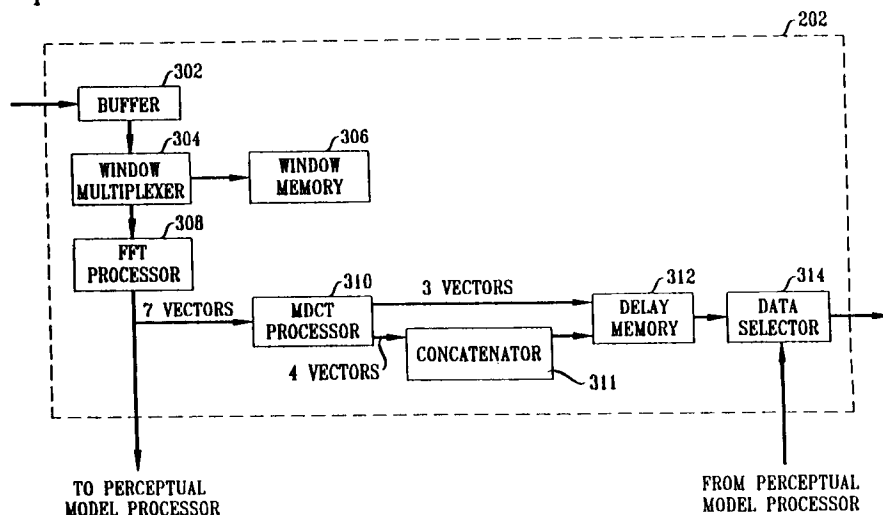 202
302
BUFFER
304
306
WINDOW
MULTIPLEXER
WINDOW
MEMORY
308
FFT
PROCESSOR
7 VECTORS
310
MDCT
PROCESSOR
3 VECTORS
4 VECTORS
CONCATENATOR
311
312
DELAY
MEMORY
314
DATA
SELECTOR
TO PERCEPTUAL
MODEL PROCESSOR
FROM PERCEPTUAL
MODEL PROCESSOR